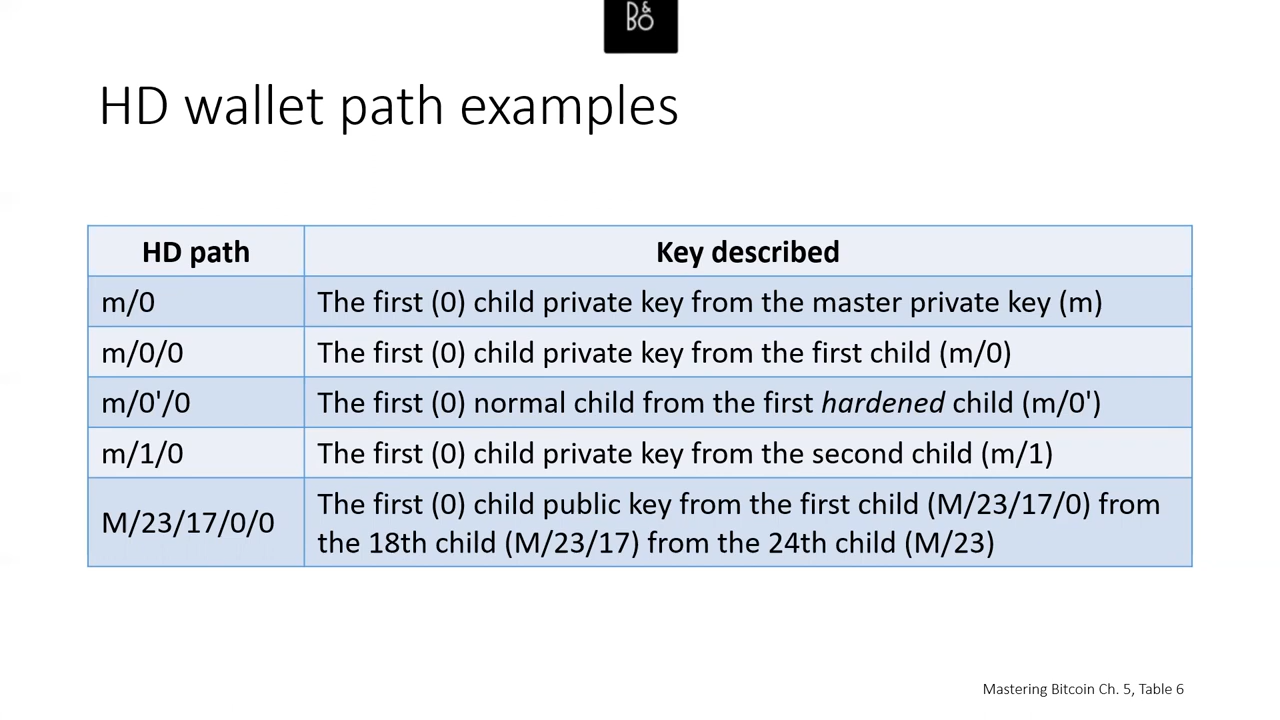 B&O
HD wallet path examples
HD path
Key described
m/0
The first (0) child private key from the master private key (m)
m/0/0
The first (0) child private key from the first child (m/0)
m/0'/0
The first (0) normal child from the first hardened child (m/0')
m/1/0
The first (0) child private key from the second child (m/1)
M/23/17/0/0
The first (0) child public key from the first child (M/23/17/0) from
the 18th child (M/23/17) from the 24th child (M/23)
Mastering Bitcoin Ch. 5, Table 6